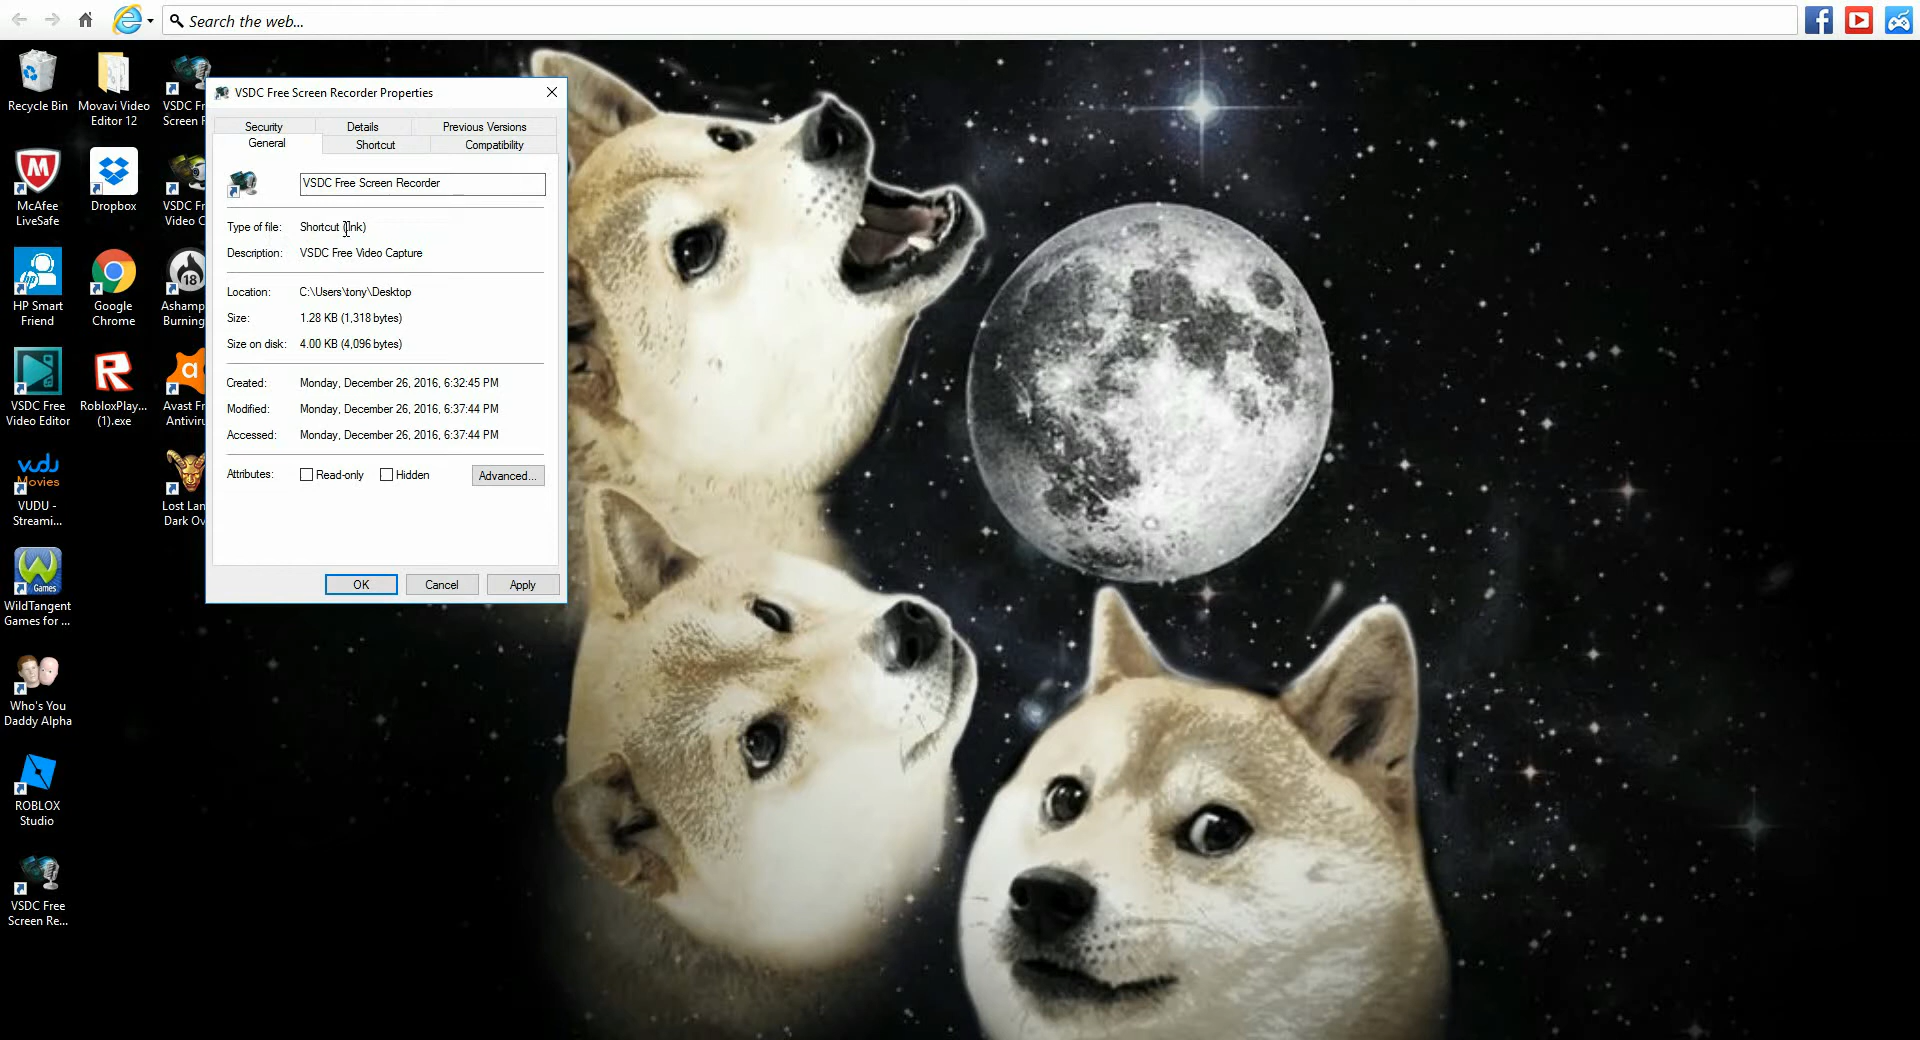 Search the web...
Recycle Bin
Movavi Video
Editor 12
VSDC Fr
Screen F
McAfee
LiveSafe
Dropbox
VSDC Fr
Video C
HP Smart
Friend
Google
Chrome
18
Asham
Burning
VSDC Free
Video Editor
RobloxPlay...
(1).exe
Avast Fr
Antiviru
vudu
Movies
VUDU -
Streami...
Lost Lan
Dark Ov
Games
WildTangent
Games for ...
Who's You
Daddy Alpha
ROBLOX
Studio
VSDC Free
Screen Re...
VSDC Free Screen Recorder Properties
Security Details Previous Versions
General Shortcut Compatibility
VSDC Free Screen Recorder
Type of file: Shortcut (.lnk)
Description: VSDC Free Video Capture
Location: C:\Users\tony\Desktop
Size: 1.28 KB (1,318 bytes)
Size on disk: 4.00 KB (4,096 bytes)
Created: Monday, December 26, 2016, 6:32:45 PM
Modified: Monday, December 26, 2016, 6:37:44 PM
Accessed: Monday, December 26, 2016, 6:37:44 PM
Attributes: Read-only Hidden Advanced...
OK Cancel Apply